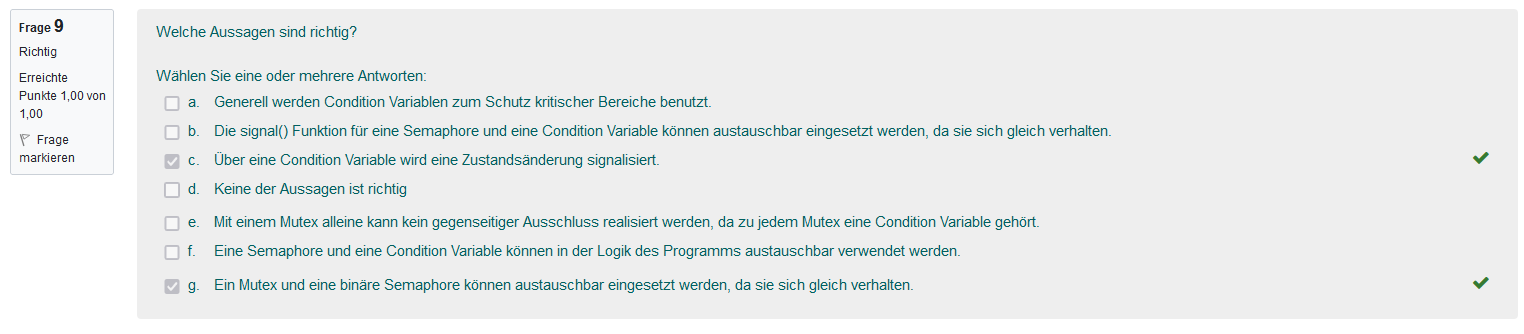 Frage 9
Richtig
Erreichte
Punkte 1,00 von
1,00
Frage
markieren
Welche Aussagen sind richtig?
Wählen Sie eine oder mehrere Antworten:
a. Generell werden Condition Variablen zum Schutz kritischer Bereiche benutzt.
b. Die signal() Funktion für eine Semaphore und eine Condition Variable können austauschbar eingesetzt werden, da sie sich gleich verhalten.
c. Über eine Condition Variable wird eine Zustandsänderung signalisiert.
d. Keine der Aussagen ist richtig
e. Mit einem Mutex alleine kann kein gegenseitiger Ausschluss realisiert werden, da zu jedem Mutex eine Condition Variable gehört.
f. Eine Semaphore und eine Condition Variable können in der Logik des Programms austauschbar verwendet werden.
g. Ein Mutex und eine binäre Semaphore können austauschbar eingesetzt werden, da sie sich gleich verhalten.